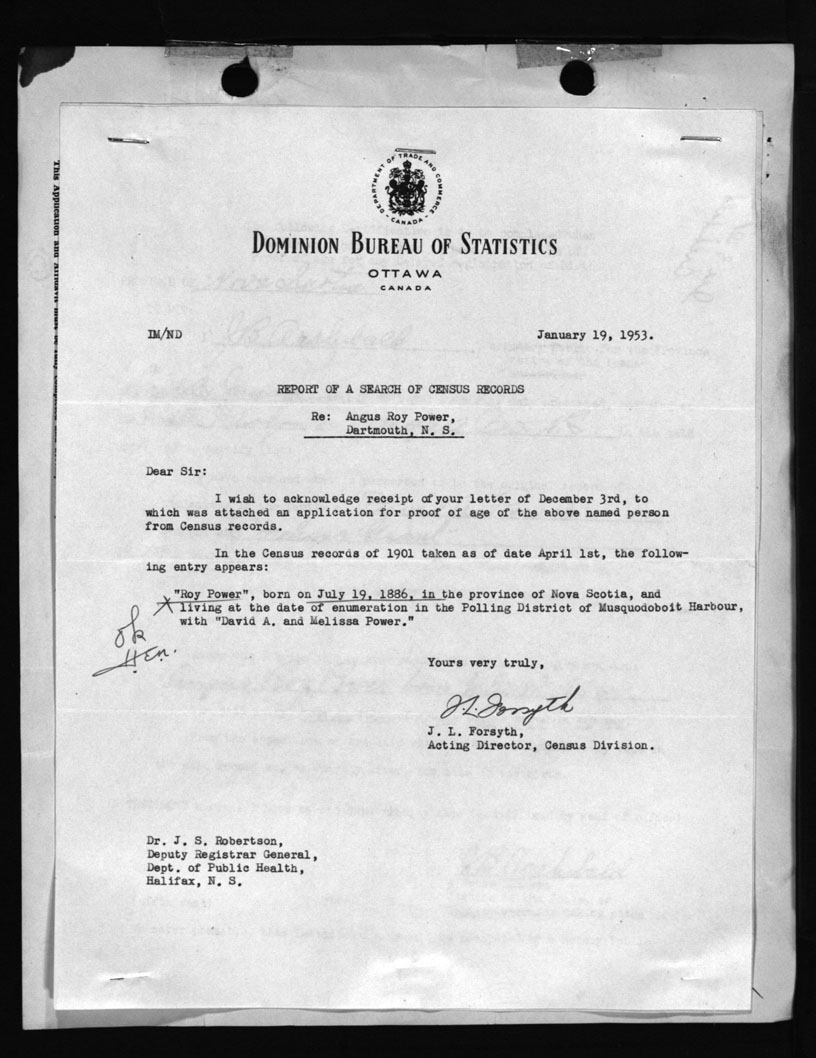 DEPARTMENT OF TRADE AND COMMERCE
CANADA
DOMINION BUREAU OF STATISTICS
OTTAWA
CANADA
IM/ND
January 19, 1953.
REPORT OF A SEARCH OF CENSUS RECORDS
Re: Angus Roy Power,
Dartmouth, N. S.
Dear Sir:
I wish to acknowledge receipt of your letter of December 3rd, to
which was attached an application for proof of age of the above named person
from Census records.
In the Census records of 1901 taken as of date April 1st, the follow-
ing entry appears:
"Roy Power", born on July 19, 1886, in the province of Nova Scotia, and
living at the date of enumeration in the Polling District of Musquodoboit Harbour,
with "David A. and Melissa Power."
ok
Yours very truly,
J.L. Forsyth
J. L. Forsyth,
Acting Director, Census Division.
Dr. J. S. Robertson,
Deputy Registrar General,
Dept. of Public Health,
Halifax, N. S.
This Application and